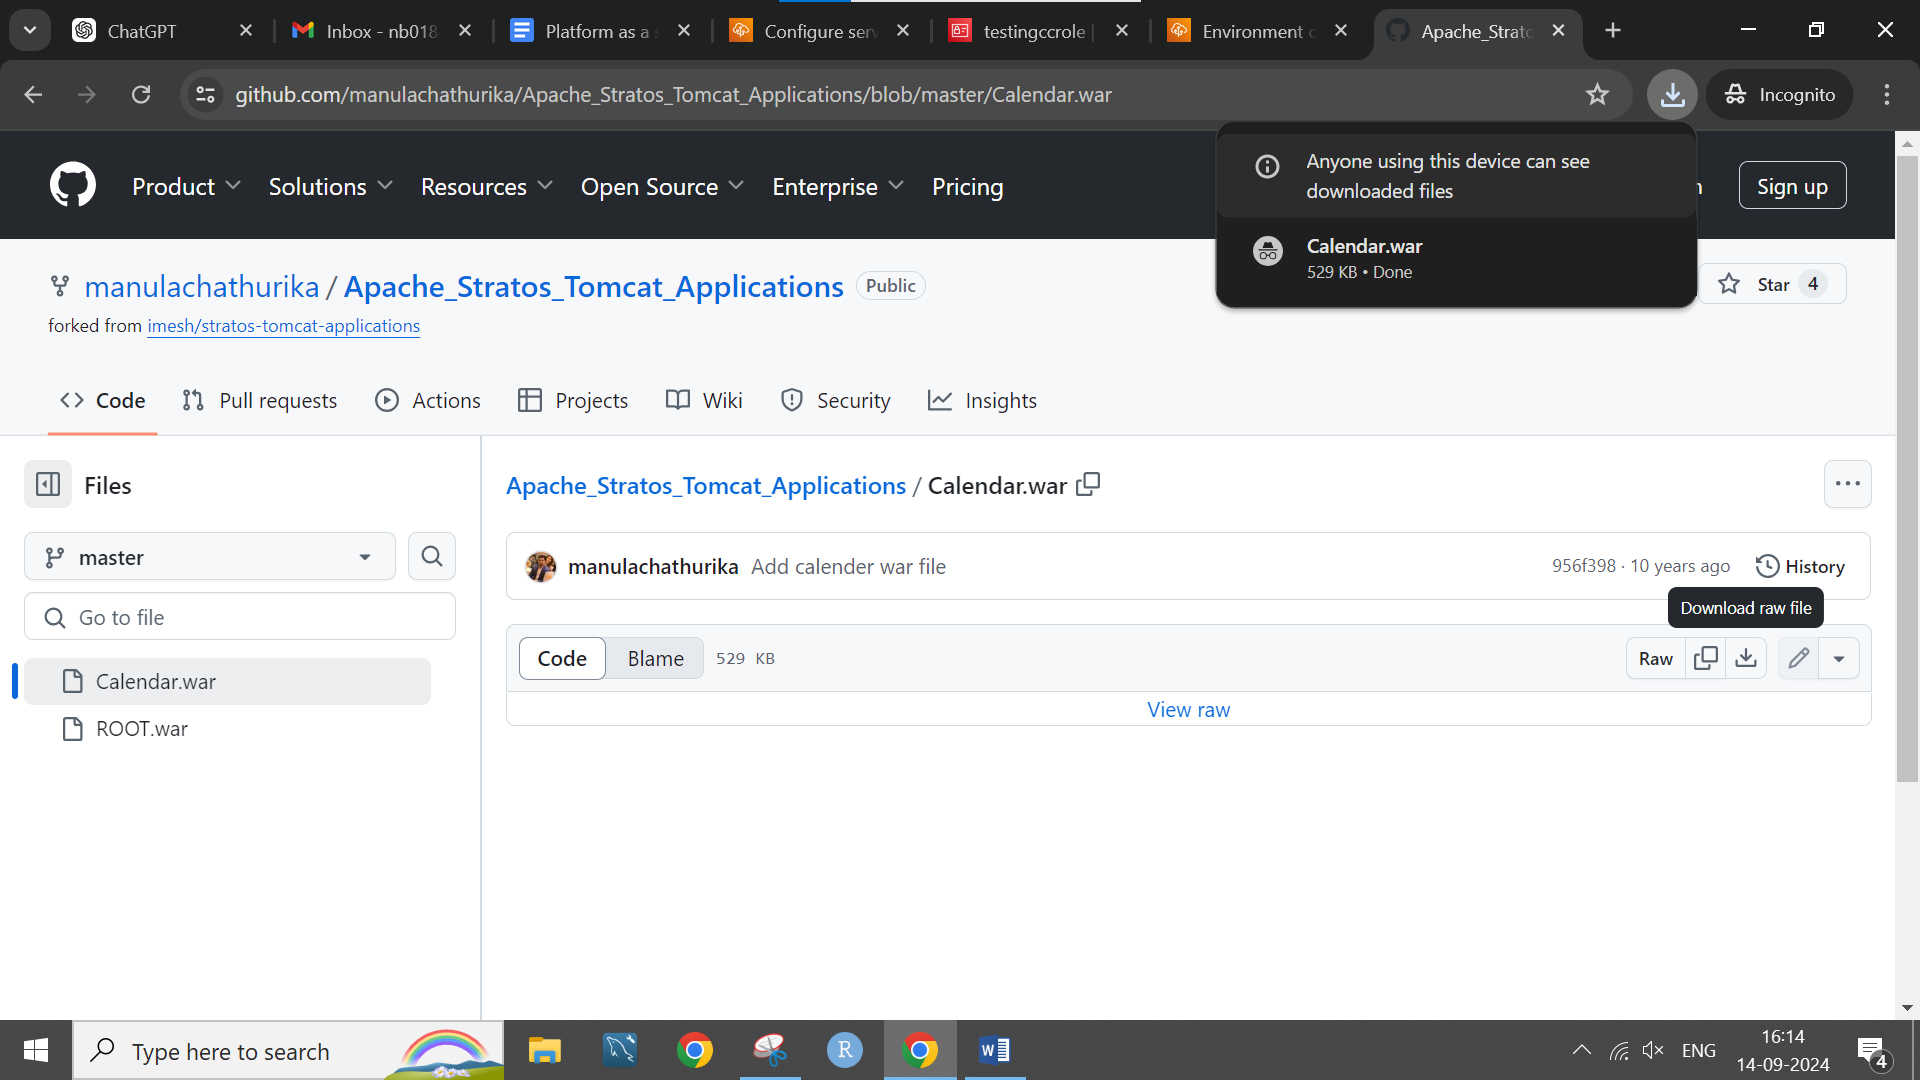 ChatGPT
Inbox - nb018
Platform as a s
Configure serv
testingccrole |
Environment o
Apache_Strato
github.com/manulachathurika/Apache_Stratos_Tomcat_Applications/blob/master/Calendar.war
Incognito
Anyone using this device can see
downloaded files
Calendar.war
529 KB • Done
Product
Solutions
Resources
Open Source
Enterprise
Pricing
Sign up
manulachathurika / Apache_Stratos_Tomcat_Applications
Public
Star 4
forked from imesh/stratos-tomcat-applications
Code
Pull requests
Actions
Projects
Wiki
Security
Insights
Files
Apache_Stratos_Tomcat_Applications / Calendar.war
master
manulachathurika Add calender war file
956f398 · 10 years ago
History
Download raw file
Go to file
Code
Blame
529 KB
Raw
Calendar.war
View raw
ROOT.war
Type here to search
R
W
ENG
16:14
14-09-2024
4